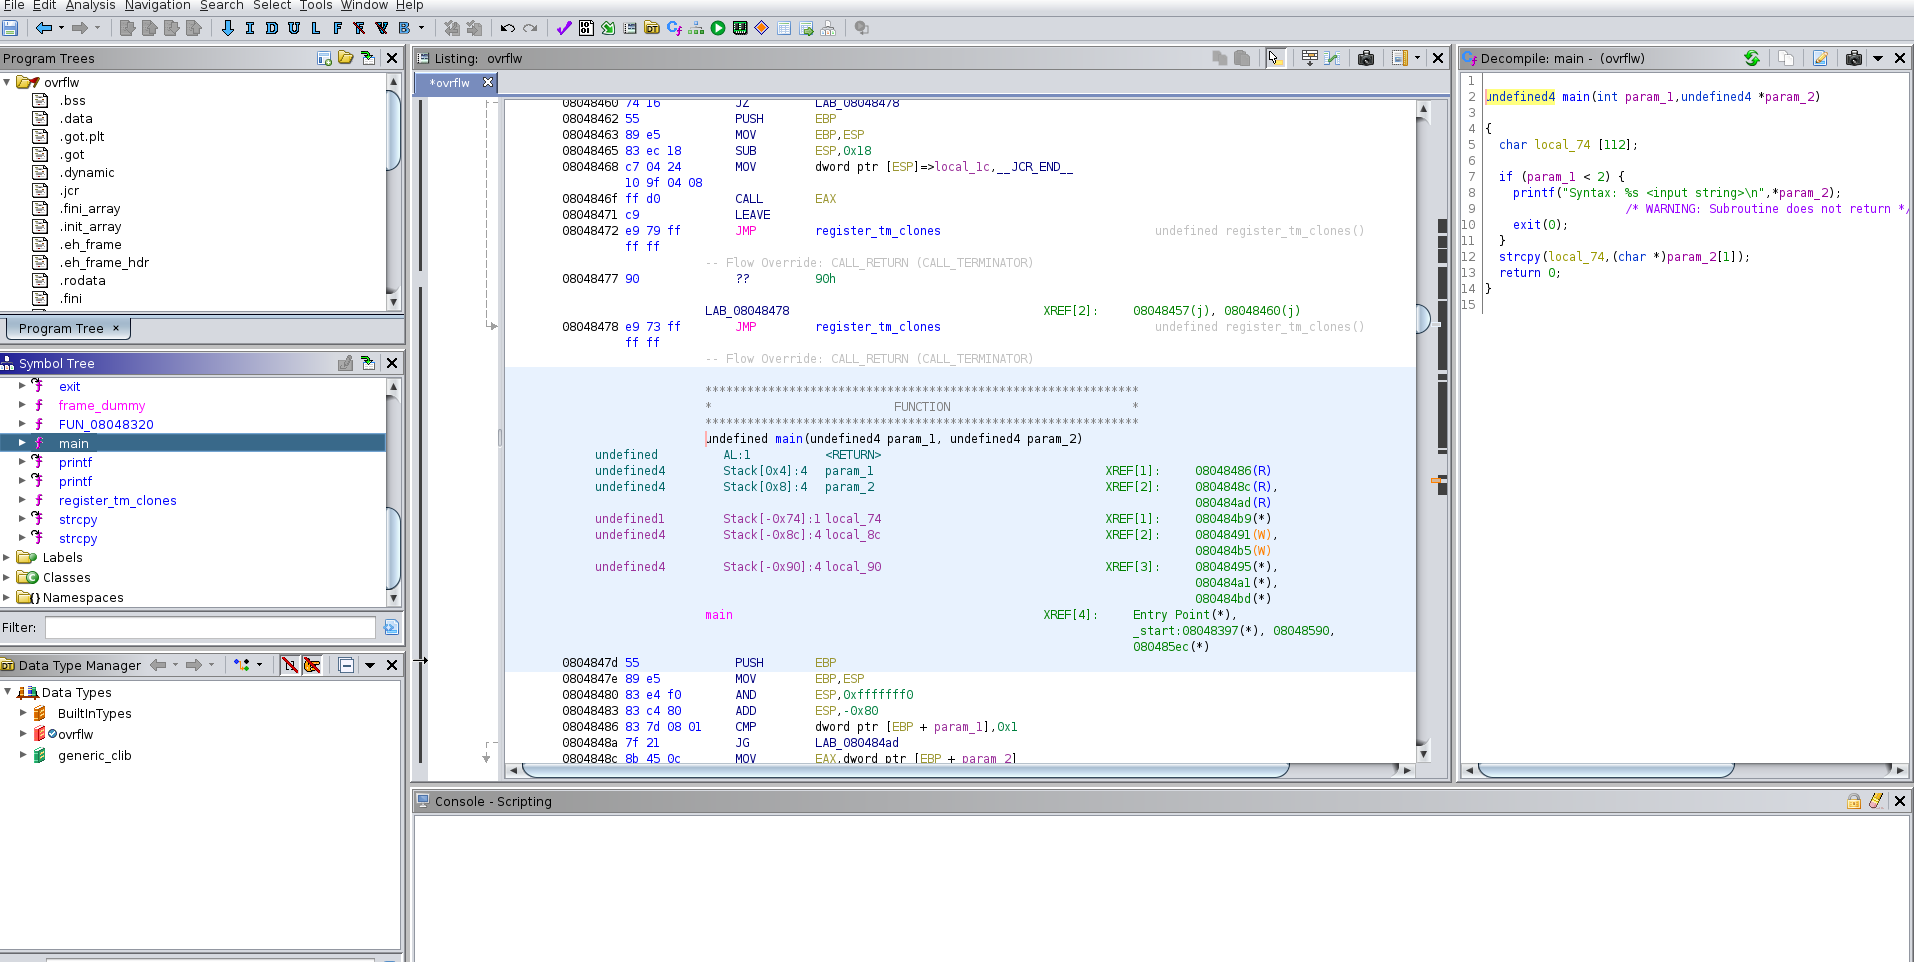 File Edit Analysis Navigation Search Select Tools Window Help
I D U L F R V B
Program Trees
ovrflw
.bss
.data
.got.plt
.got
.dynamic
.jcr
.fini_array
.init_array
.eh_frame
.eh_frame_hdr
.rodata
.fini
Program Tree ×
Symbol Tree
exit
frame_dummy
FUN_08048320
main
printf
printf
register_tm_clones
strcpy
strcpy
Labels
Classes
Namespaces
Filter:
Data Type Manager
Data Types
BuiltInTypes
ovrflw
generic_clib
Listing: ovrflw
*ovrflw
08048460 74 16 JZ LAB_08048478
08048462 55 PUSH EBP
08048463 89 e5 MOV EBP,ESP
08048465 83 ec 18 SUB ESP,0x18
08048468 c7 04 24 MOV dword ptr [ESP]=>local_1c,__JCR_END__
10 9f 04 08
0804846f ff d0 CALL EAX
08048471 c9 LEAVE
08048472 e9 79 ff JMP register_tm_clones undefined register_tm_clones()
ff ff
-- Flow Override: CALL_RETURN (CALL_TERMINATOR)
08048477 90 ?? 90h
LAB_08048478 XREF[2]: 08048457(j), 08048460(j)
08048478 e9 73 ff JMP register_tm_clones undefined register_tm_clones()
ff ff
-- Flow Override: CALL_RETURN (CALL_TERMINATOR)
**************************************************************
* FUNCTION *
**************************************************************
undefined main(undefined4 param_1, undefined4 param_2)
undefined AL:1 <RETURN>
undefined4 Stack[0x4]:4 param_1 XREF[1]: 08048486(R)
undefined4 Stack[0x8]:4 param_2 XREF[2]: 0804848c(R),
080484ad(R)
undefined1 Stack[-0x74]:1 local_74 XREF[1]: 080484b9(*)
undefined4 Stack[-0x8c]:4 local_8c XREF[2]: 08048491(W),
080484b5(W)
undefined4 Stack[-0x90]:4 local_90 XREF[3]: 08048495(*),
080484a1(*),
080484bd(*)
main XREF[4]: Entry Point(*),
_start:08048397(*), 08048590,
080485ec(*)
0804847d 55 PUSH EBP
0804847e 89 e5 MOV EBP,ESP
08048480 83 e4 f0 AND ESP,0xfffffff0
08048483 83 c4 80 ADD ESP,-0x80
08048486 83 7d 08 01 CMP dword ptr [EBP + param_1],0x1
0804848a 7f 21 JG LAB_080484ad
0804848c 8b 45 0c MOV EAX,dword ptr [EBP + param_2]
Decompile: main - (ovrflw)
1
2 undefined4 main(int param_1,undefined4 *param_2)
3
4 {
5 char local_74 [112];
6
7 if (param_1 < 2) {
8 printf("Syntax: %s <input string>\n",*param_2);
9 /* WARNING: Subroutine does not return */
10 exit(0);
11 }
12 strcpy(local_74,(char *)param_2[1]);
13 return 0;
14 }
15
Console - Scripting